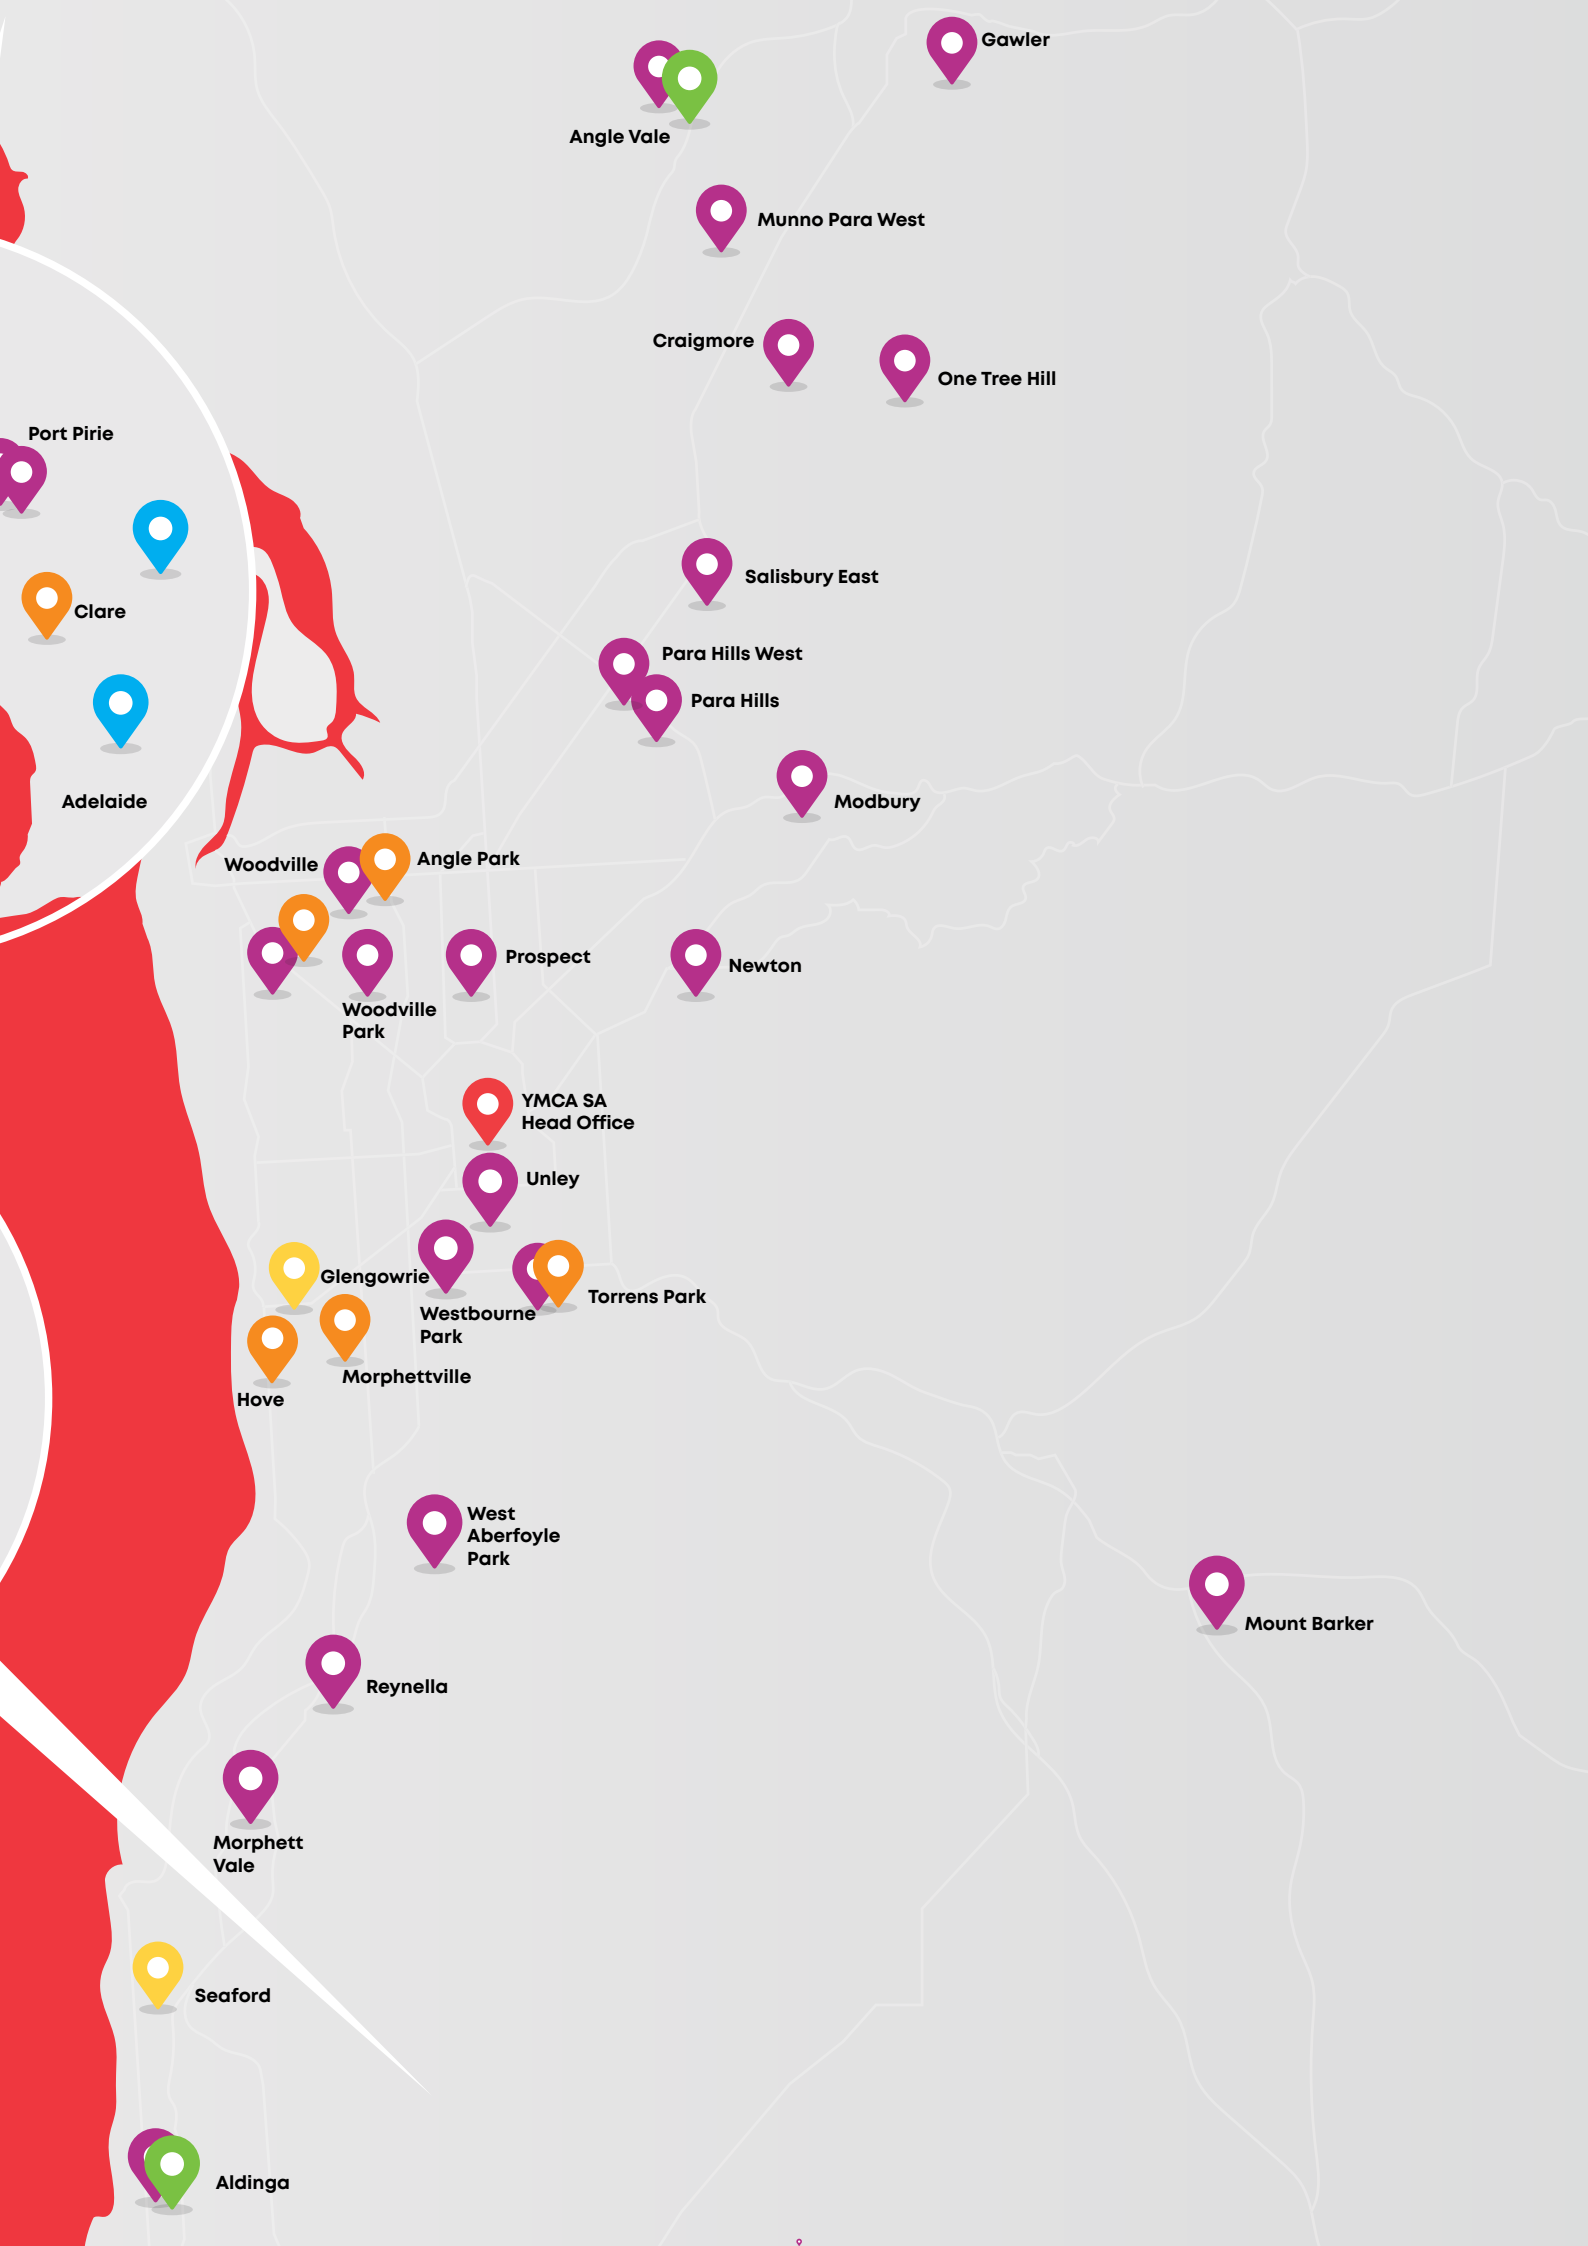 Gawler
Angle Vale
Munno Para West
Craigmore
One Tree Hill
Port Pirie
Salisbury East
Clare
Para Hills West
Para Hills
Adelaide
Modbury
Woodville
Angle Park
Prospect
Newton
Woodville
Park
YMCA SA
Head Office
Unley
Glengowrie
Torrens Park
Westbourne
Park
Morphettville
Hove
West
Aberfoyle
Park
Mount Barker
Reynella
Morphett
Vale
Seaford
Aldinga